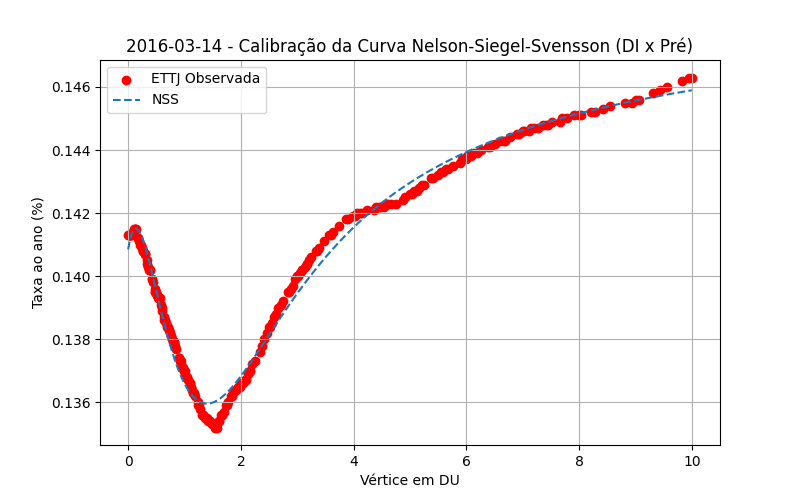 2016-03-14 - Calibração da Curva Nelson-Siegel-Svensson (DI x Pré)
ETTJ Observada
NSS
Taxa ao ano (%)
0.146
0.144
0.142
0.140
0.138
0.136
0 2 4 6 8 10
Vértice em DU